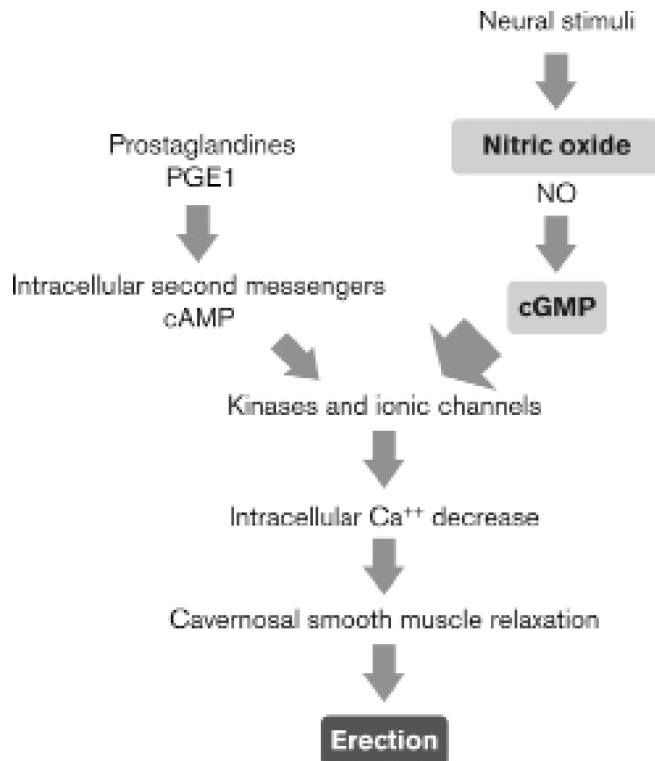 Neural stimuli
Nitric oxide
NO
cGMP
Prostaglandines
PGE1
Intracellular second messengers
cAMP
Kinases and ionic channels
Intracellular Ca⁺⁺ decrease
Cavernosal smooth muscle relaxation
Erection